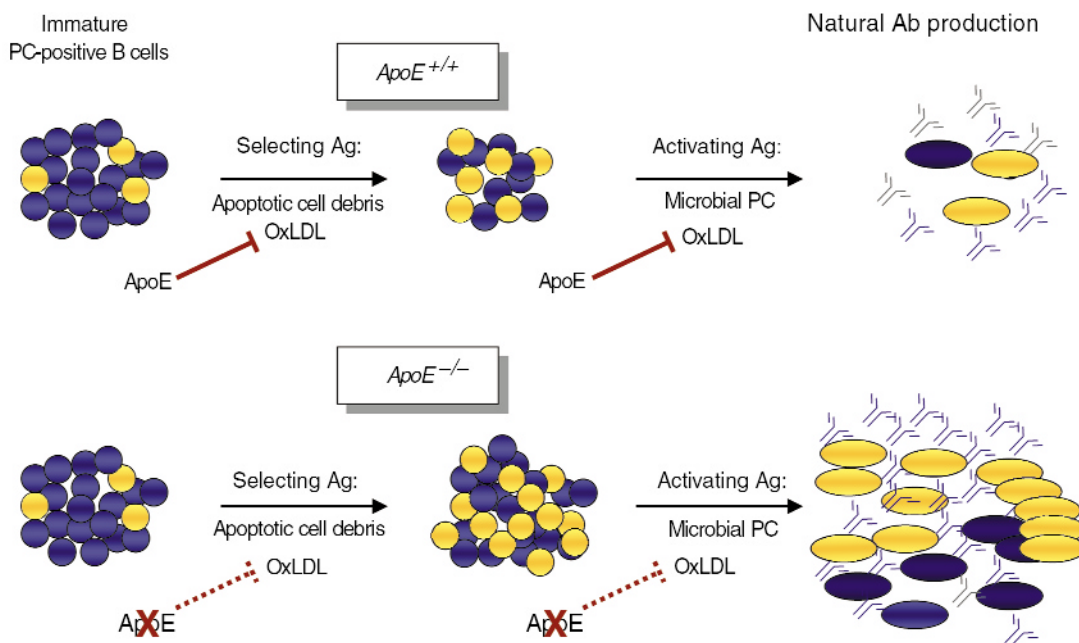 Immature
PC-positive B cells
Natural Ab production
ApoE+/+
Selecting Ag:
Apoptotic cell debris
OxLDL
ApoE
Activating Ag:
Microbial PC
OxLDL
ApoE
ApoE−/−
Selecting Ag:
Apoptotic cell debris
OxLDL
ApoE
Activating Ag:
Microbial PC
OxLDL
ApoE